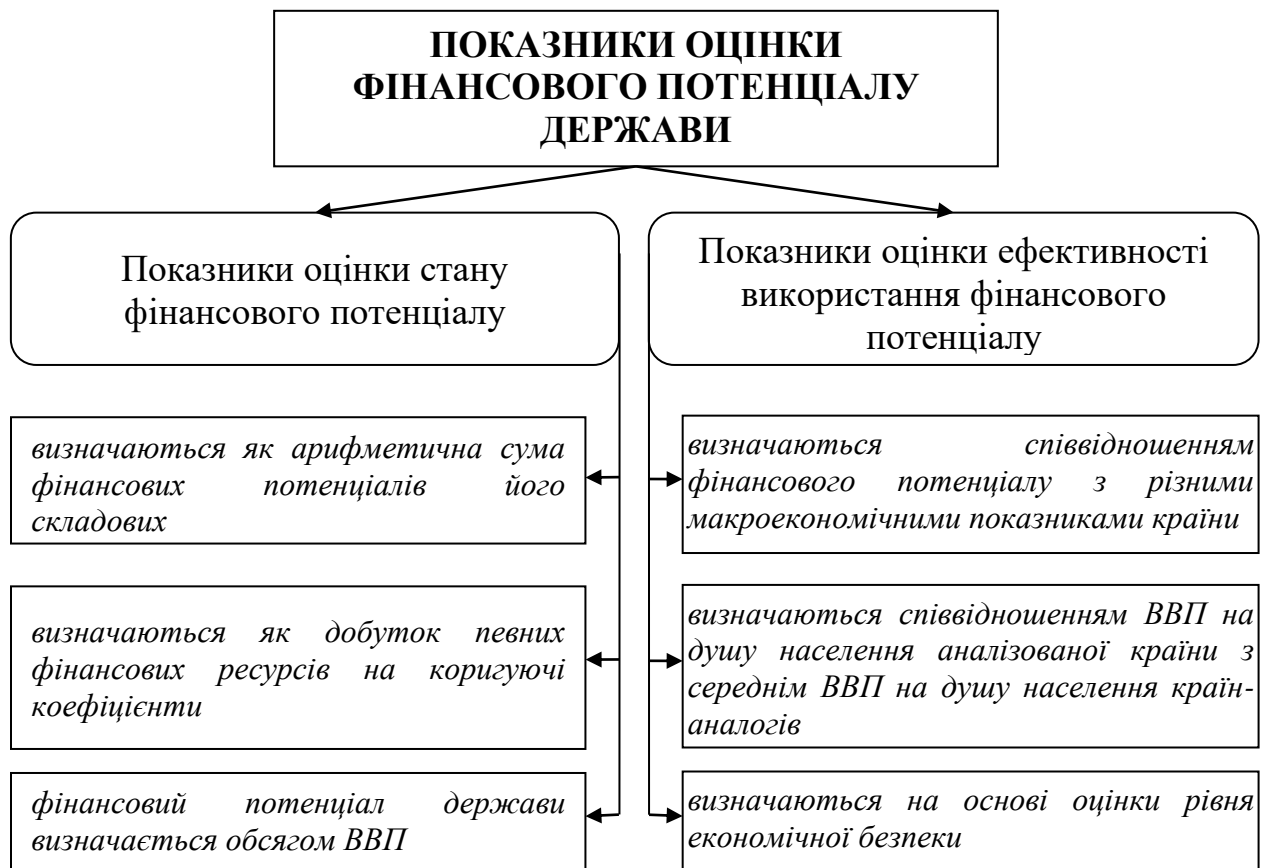 ПОКАЗНИКИ ОЦІНКИ
ФІНАНСОВОГО ПОТЕНЦІАЛУ
ДЕРЖАВИ
Показники оцінки стану
фінансового потенціалу
Показники оцінки ефективності
використання фінансового
потенціалу
визначаються як арифметична сума
фінансових потенціалів його
складових
визначаються як добуток певних
фінансових ресурсів на коригуючі
коефіцієнти
фінансовий потенціал держави
визначається обсягом ВВП
визначаються співвідношенням
фінансового потенціалу з різними
макроекономічними показниками країни
визначаються співвідношенням ВВП на
душу населення аналізованої країни з
середнім ВВП на душу населення країн-
аналогів
визначаються на основі оцінки рівня
економічної безпеки